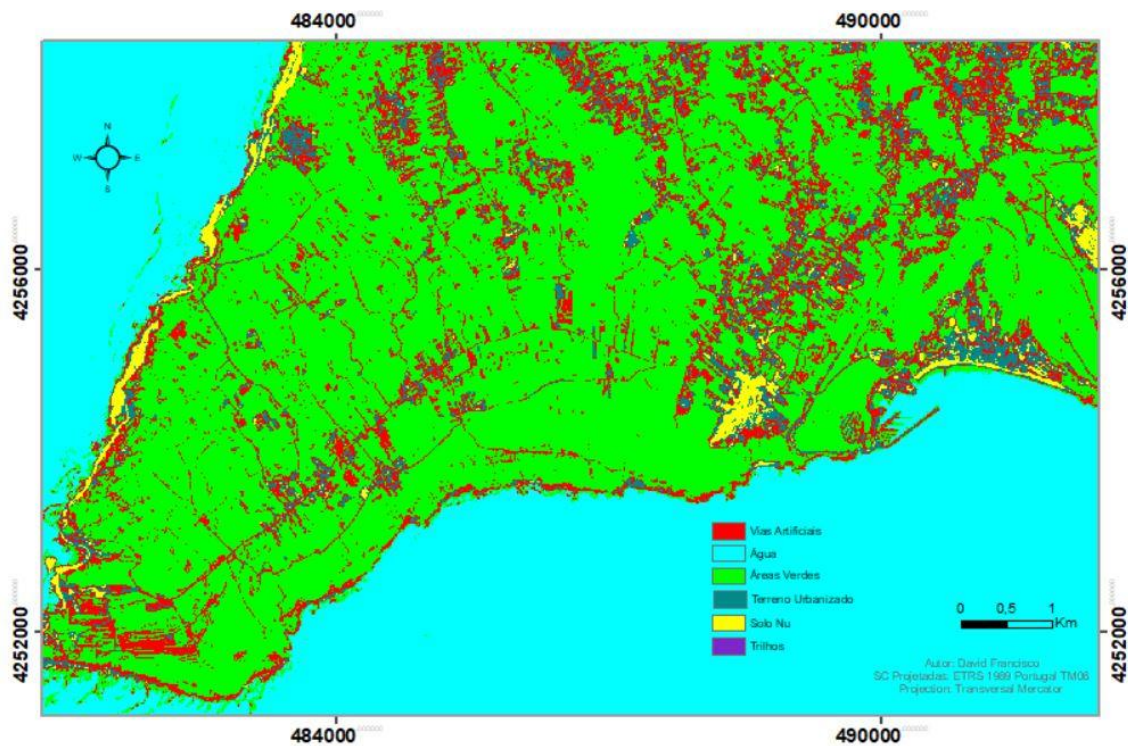 484000
490000
N
W E
S
4256000
4256000
Vias Artificiais
Água
Áreas Verdes
Terreno Urbanizado
Solo Nu
Trilhos
0 0,5 1
Km
4252000
4252000
Autor: David Francisco
SC Projetadas: ETRS 1989 Portugal TM06
Projection: Transversal Mercator
484000
490000